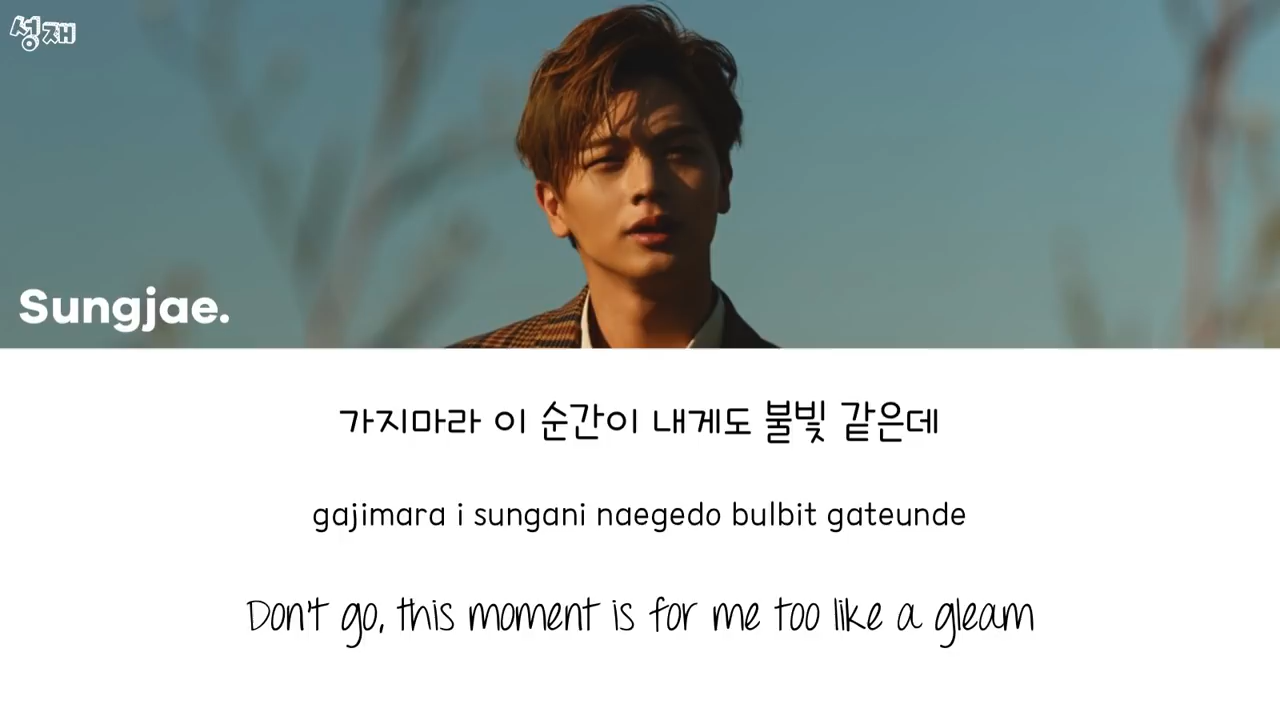 성재
Sungjae.
가지마라 이 순간이 내게도 불빛 같은데
gajimara i sungani naegedo bulbit gateunde
Don't go, this moment is for me too like a gleam